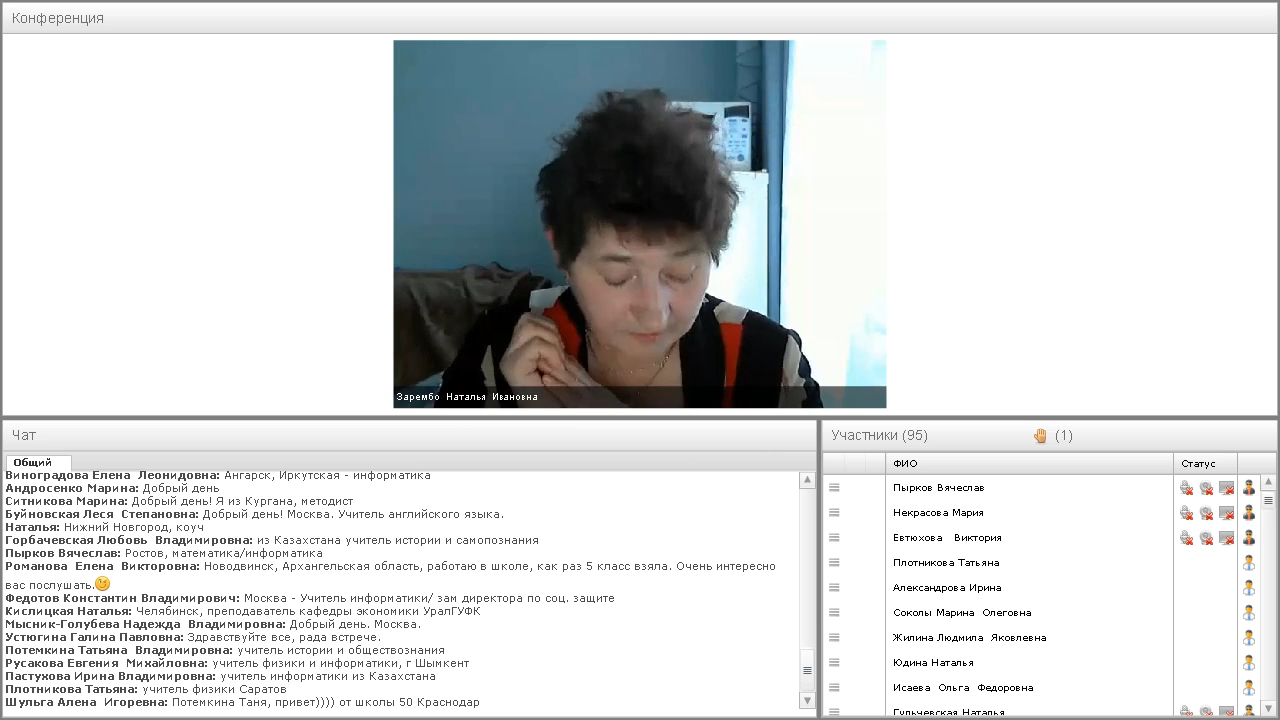 Конференция
Зарембо Наталья Ивановна
Чат
Общий
Виноградова Елена Леонидовна: Ангарск, Иркутская - информатика
Андросенко Марина: Добрый день
Ситникова Марина: Добрый день всем из Кургана, методист
Буйновская Леся Степановна: Добрый день! Москва. Учитель английского языка.
Наталья: Нижний Новгород, коуч
Горбачевская Любовь Владимировна: из Казахстана учитель истории и самопознания
Пырков Вячеслав: Ростов, математика/информатика
Романова Елена Викторовна: Новодвинск, Архангельская область, работаю в школе, как раз 5 класс взяла. Очень интересно
вас послушать.
Федотов Константин Владимирович: Москва, учитель информатики/ зам директора по соц. защите
Кислицкая Наталья: Челябинск, преподаватель кафедры экономики УралГУФК
Мысник-Голубева Надежда Владимировна: Добрый день. МО
Устюгина Галина Павловна: Здравствуйте все, рада встрече.
Потемкина Татьяна Владимировна: учитель истории и обществознания
Русакова Евгения Михайловна: учитель физики и информатики, г Шымкент
Пастухова Ирина Владимировна: учитель информатики из Казахстана
Плотникова Татьяна: учитель физики Саратов
Шульга Алена Игоревна: Потемкина Таня привет)))) от шк № 20 Краснодар
Участники (95)
(1)
ФИО
Статус
Пырков Вячеслав
Некрасова Мария
Евтюхова Виктория
Плотникова Татьяна
Александрова Ирина
Соколы Марина Олеговна
Жилина Людмила Яковлевна
Юдина Наталья
Исаева Ольга Федоровна
Гульчевская Наталья